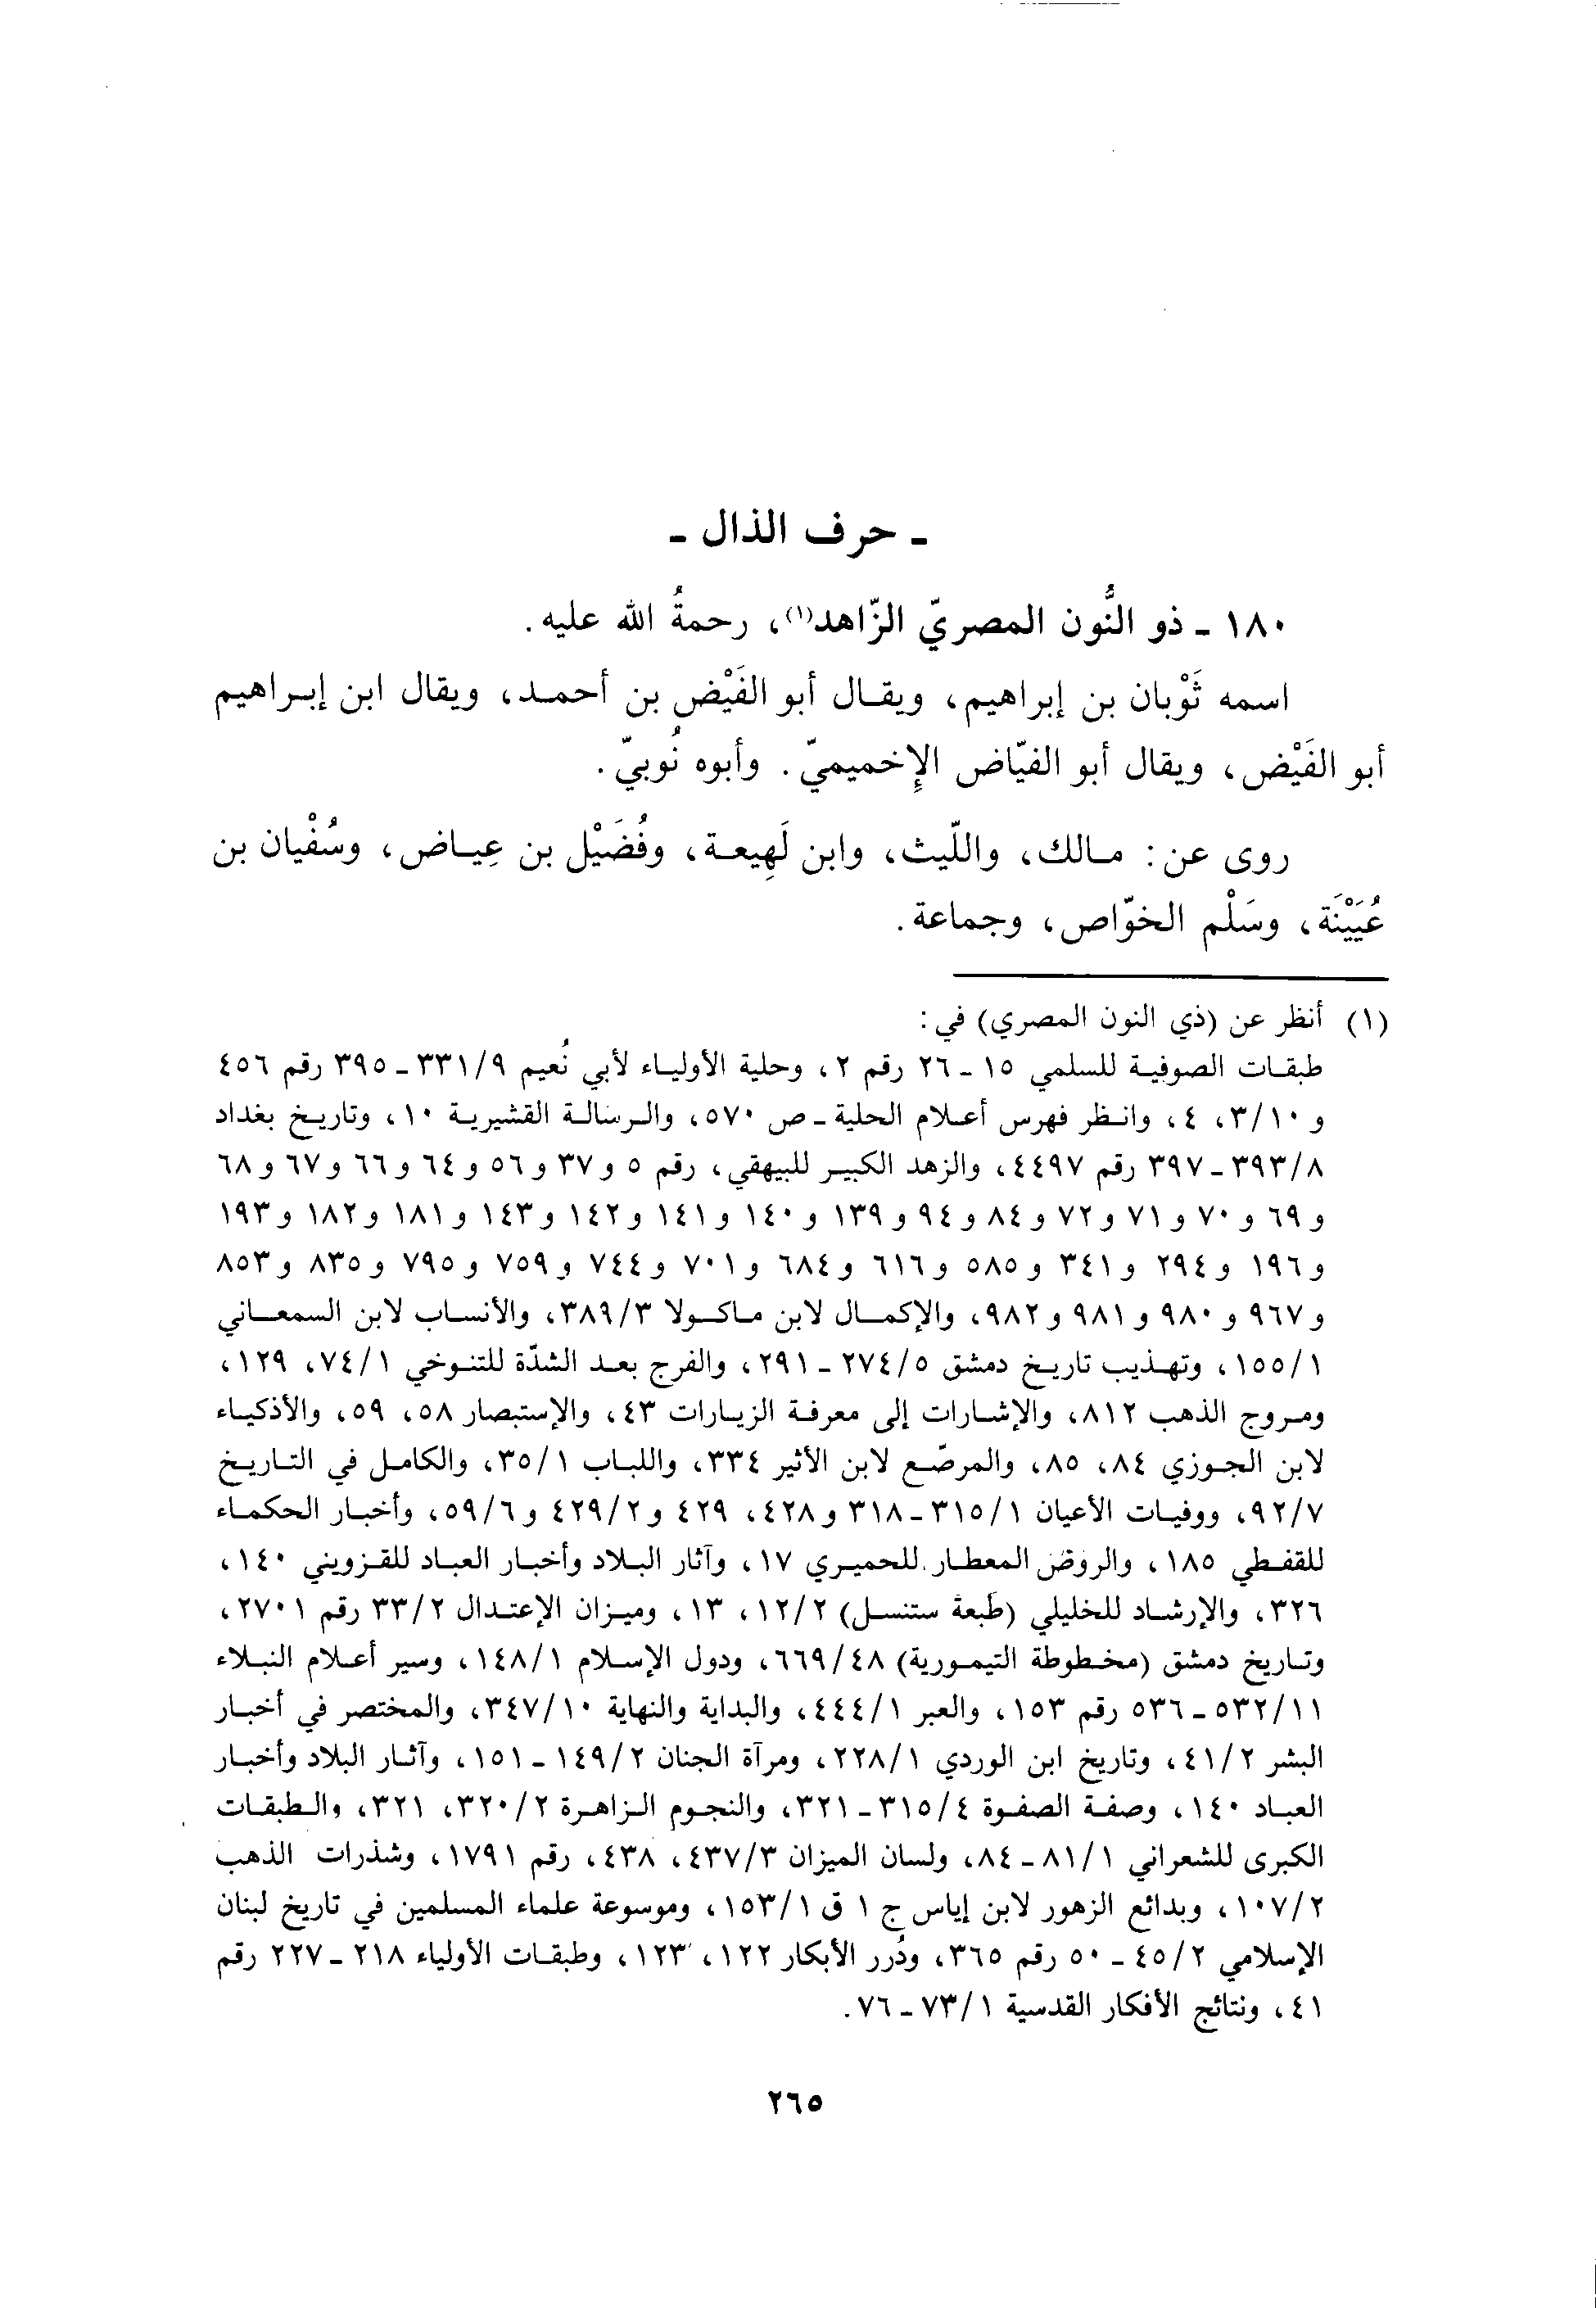 ـ حرف الذال ـ
١٨٠ ـ ذو النُّون المصريّ الزّاهد(١)، رحمةُ الله عليه.
اسمه ثَوْبان بن إبراهيم، ويقال أبو الفَيْض بن أحمد، ويقال ابن إبراهيم
أبو الفَيْض، ويقال أبو الفيّاض الإِخميميّ. وأبوه نُوبيّ.
روى عن: مالك، واللّيث، وابن لَهِيعة، وفُضَيْل بن عِياض، وسُفْيان بن
عُيَيْنَة، وسَلْم الخوّاص، وجماعة.
(١) أنظر عن (ذي النون المصري) في:
طبقات الصوفية للسلمي ١٥ ـ ٢٦ رقم ٢، وحلية الأولياء لأبي نُعيم ٩/٣٣١ ـ ٣٩٥ رقم ٤٥٦
و ١٠/٣، ٤، وانظر فهرس أعلام الحلية ـ ص ٥٧٠، والرسالة القشيرية ١٠، وتاريخ بغداد
٨/٣٩٣ ـ ٣٩٧ رقم ٤٤٩٧، والزهد الكبير للبيهقي، رقم ٥ و٣٧ و٥٦ و٦٤ و٦٦ و٦٧ و٦٨
و٦٩ و٧٠ و٧١ و٧٢ و٨٤ و٩٤ و١٣٩ و١٤٠ و١٤١ و١٤٢ و١٤٣ و١٨١ و١٨٢ و١٩٣
و١٩٦ و٢٩٤ و٣٤١ و٥٨٥ و٦١٦ و٦٨٤ و٧٠١ و٧٤٤ و٧٥٩ و٧٩٥ و٨٣٥ و٨٥٣
و٩٦٧ و٩٨٠ و٩٨١ و٩٨٢، والإكمال لابن ماكولا ٣/٣٨٩، والأنساب لابن السمعاني
١/١٥٥، وتهذيب تاريخ دمشق ٥/٢٧٤ ـ ٢٩١، والفرج بعد الشدّة للتنوخي ١/٧٤، ١٢٩،
ومروج الذهب ٨١٢، والإشارات إلى معرفة الزيارات ٤٣، والإستبصار ٥٨، ٥٩، والأذكياء
لابن الجوزي ٨٤، ٨٥، والمرصّع لابن الأثير ٣٣٤، واللباب ١/٣٥، والكامل في التاريخ
٧/٩٢، ووفيات الأعيان ١/٣١٥ ـ ٣١٨ و٤٢٨، ٤٢٩ و٢/٤٢٩ و٦/٥٩، وأخبار الحكماء
للقفطي ١٨٥، والروض المعطار للحميري ١٧، وآثار البلاد وأخبار العباد للقزويني ١٤٠،
٣٢٦، والإرشاد للخليلي (طبعة ستنسل) ٢/١٢، ١٣، وميزان الإعتدال ٢/٣٣ رقم ٢٧٠١،
وتاريخ دمشق (مخطوطة التيمورية) ٤٨/٦٦٩، ودول الإسلام ١/١٤٨، وسير أعلام النبلاء
١١/٥٣٢ ـ ٥٣٦ رقم ١٥٣، والعبر ١/٤٤٤، والبداية والنهاية ١٠/٣٤٧، والمختصر في أخبار
البشر ٢/٤١، وتاريخ ابن الوردي ١/٢٢٨، ومرآة الجنان ٢/١٤٩ ـ ١٥١، وآثار البلاد وأخبار
العباد ١٤٠، وصفة الصفوة ٤/٣١٥ ـ ٣٢١، والنجوم الزاهرة ٢/٣٢٠، ٣٢١، والطبقات
الكبرى للشعراني ١/٨١ ـ ٨٤، ولسان الميزان ٣/٤٣٧، ٤٣٨، رقم ١٧٩١، وشذرات الذهب
٢/١٠٧، وبدائع الزهور لابن إياس ج ١ ق ١/١٥٣، وموسوعة علماء المسلمين في تاريخ لبنان
الإسلامي ٢/٤٥ ـ ٥٠ رقم ٣٦٥، ودُرر الأبكار ١٢٢، ١٢٣، وطبقات الأولياء ٢١٨ ـ ٢٢٧ رقم
٤١، ونتائج الأفكار القدسية ١/٧٣ ـ ٧٦.
٢٦٥